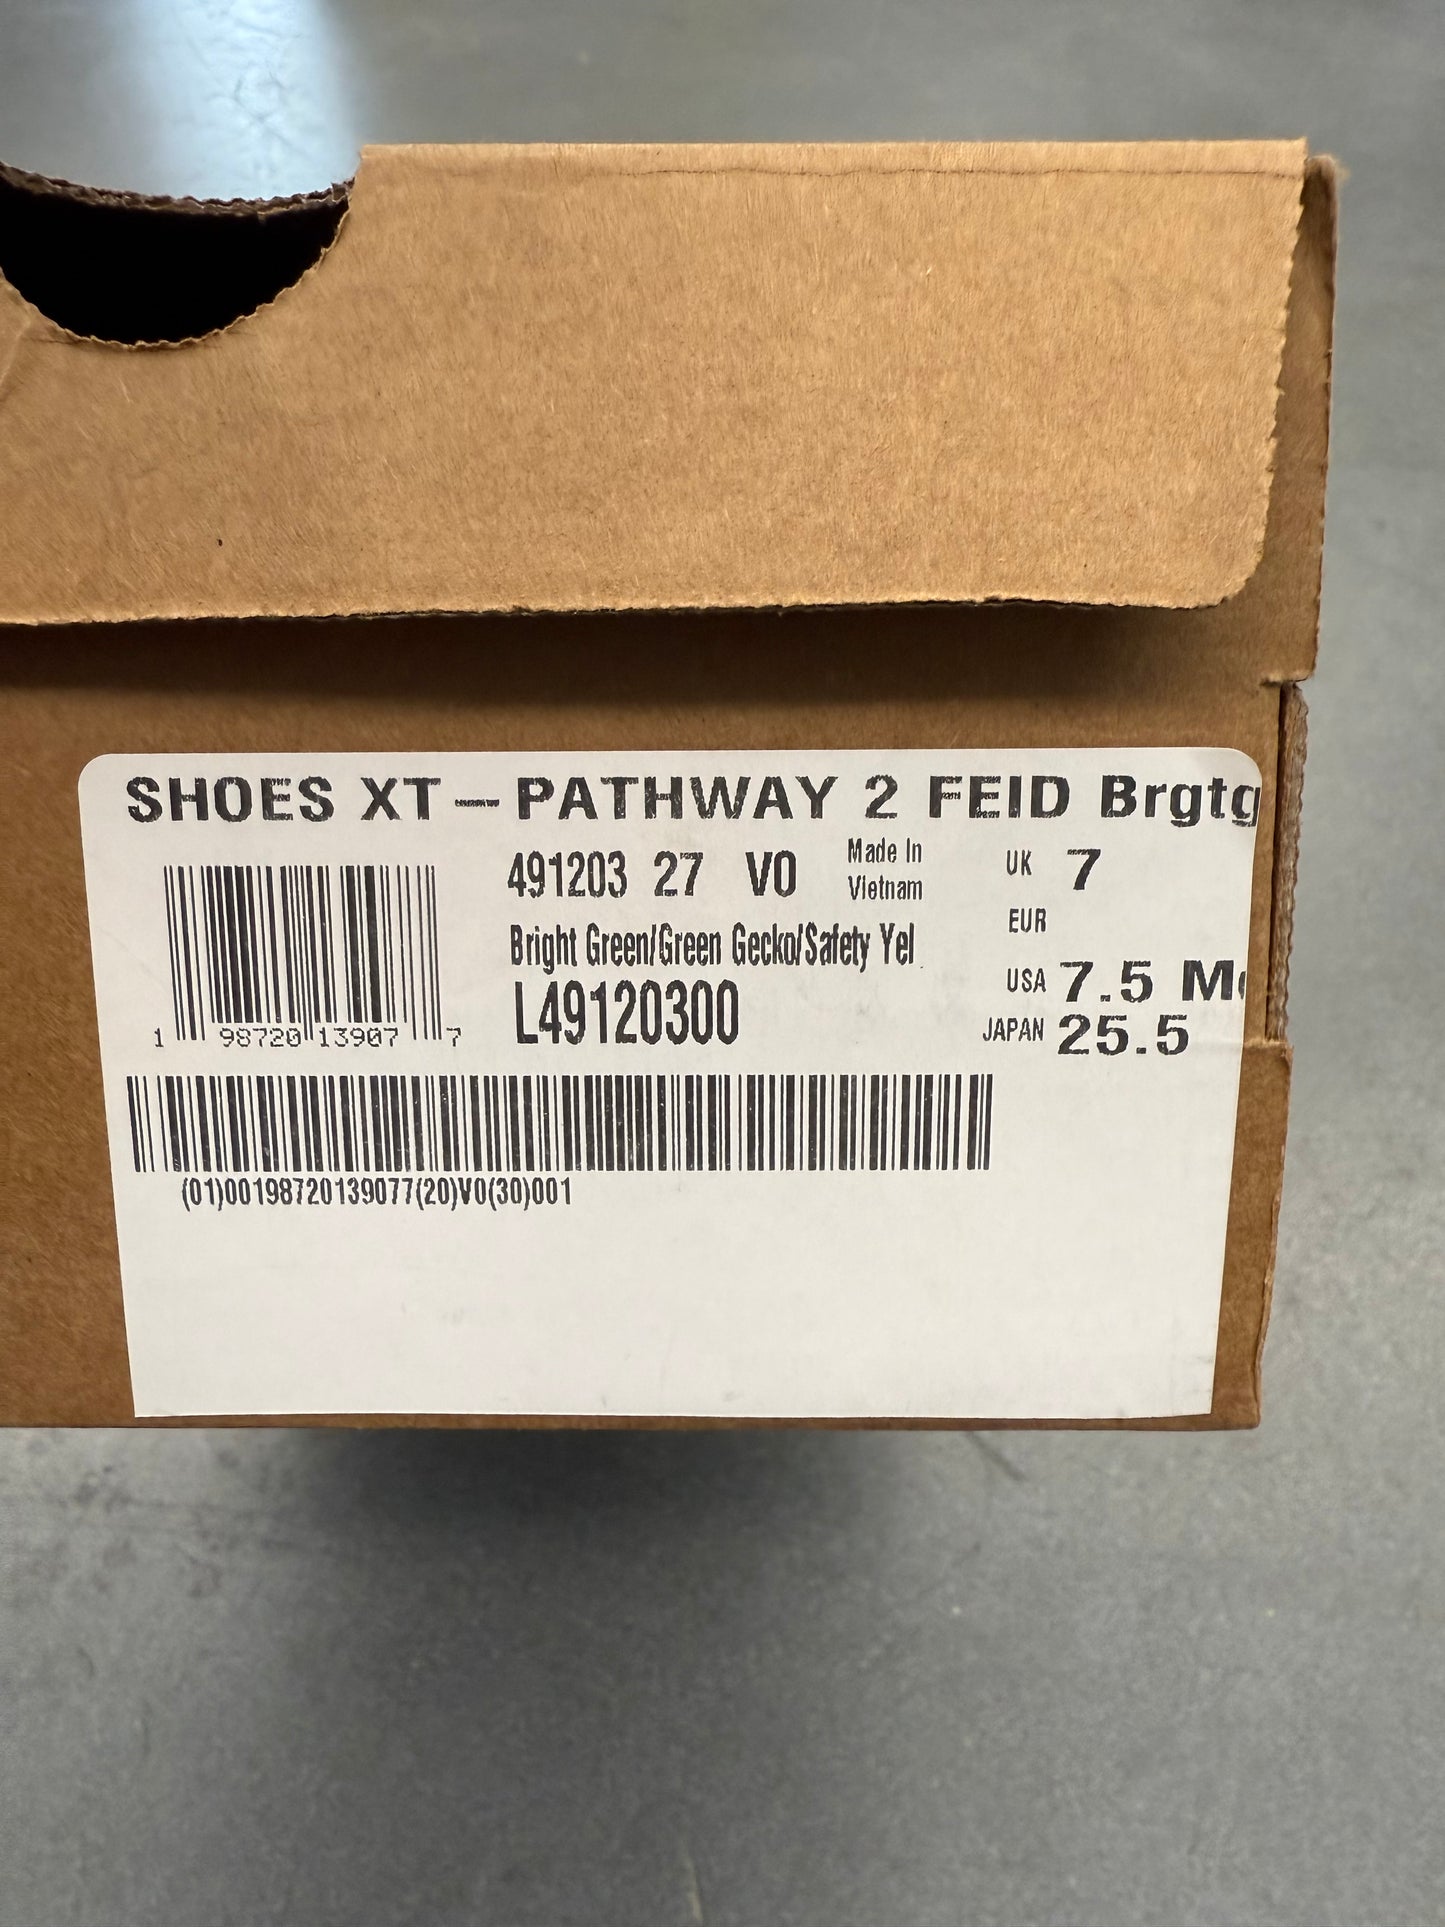 SHOES XT-PATHWAY 2 FEID Brgtg
491203 27 V0
Made In
Vietnam
UK 7
EUR
Bright Green/Green Gecko/Safety Yel
USA 7.5 M
L49120300
JAPAN 25.5
1 98720 13907 7
(01)00198720139077(20)V0(30)001